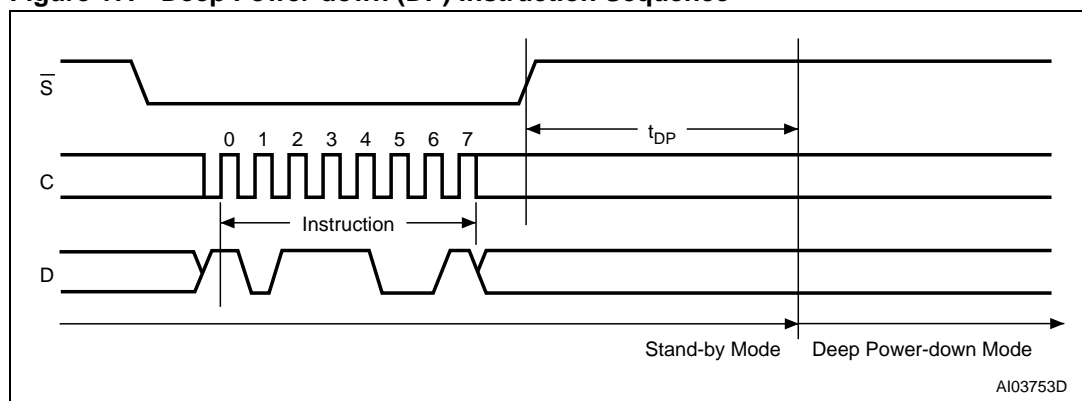 Figure 17. Deep Power-down (DP) Instruction Sequence
S
tDP
0 1 2 3 4 5 6 7
C
Instruction
D
Stand-by Mode Deep Power-down Mode
AI03753D